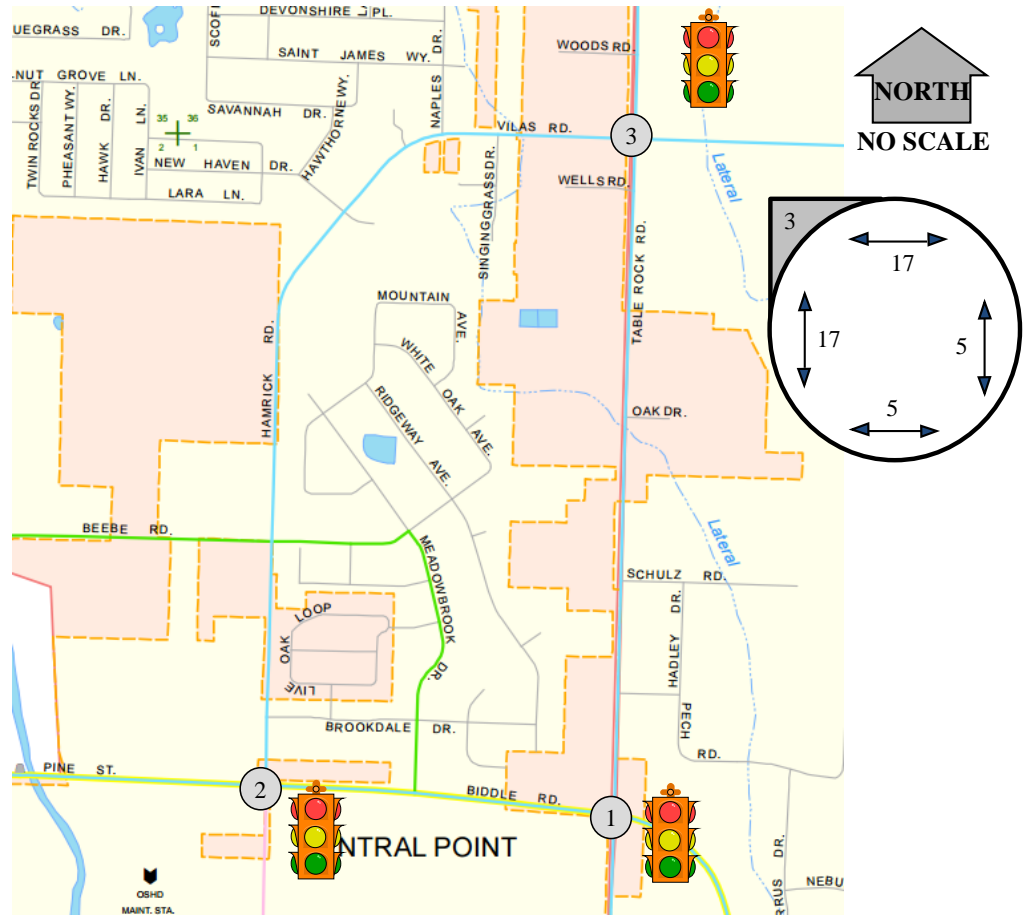 DEVONSHIRE PL.
UEGRASS DR.
SCOFI
SAINT JAMES WY.
NAPLES DR.
WOODS RD.
NORTH
NO SCALE
NUT GROVE LN.
TWIN ROCKS DR.
PHEASANT WY.
HAWK DR.
IVAN LN.
SAVANNAH DR.
HAWTHORNE WY.
35 36
2 1
NEW HAVEN DR.
LARA LN.
VILAS RD.
3
WELLS RD.
SINGINGGRASS DR.
TABLE ROCK RD.
Lateral
3
17
17
5
5
MOUNTAIN AVE.
WHITE OAK AVE.
RIDGEWAY AVE.
HAMRICK RD.
OAK DR.
BEEBE RD.
MEADOWBROOK DR.
Lateral
SCHULZ RD.
HADLEY DR.
LIVE OAK LOOP
BROOKDALE DR.
PECH RD.
PINE ST.
2
BIDDLE RD.
1
NTRAL POINT
OSHD
MAINT. STA.
RRUS DR.
NEBU